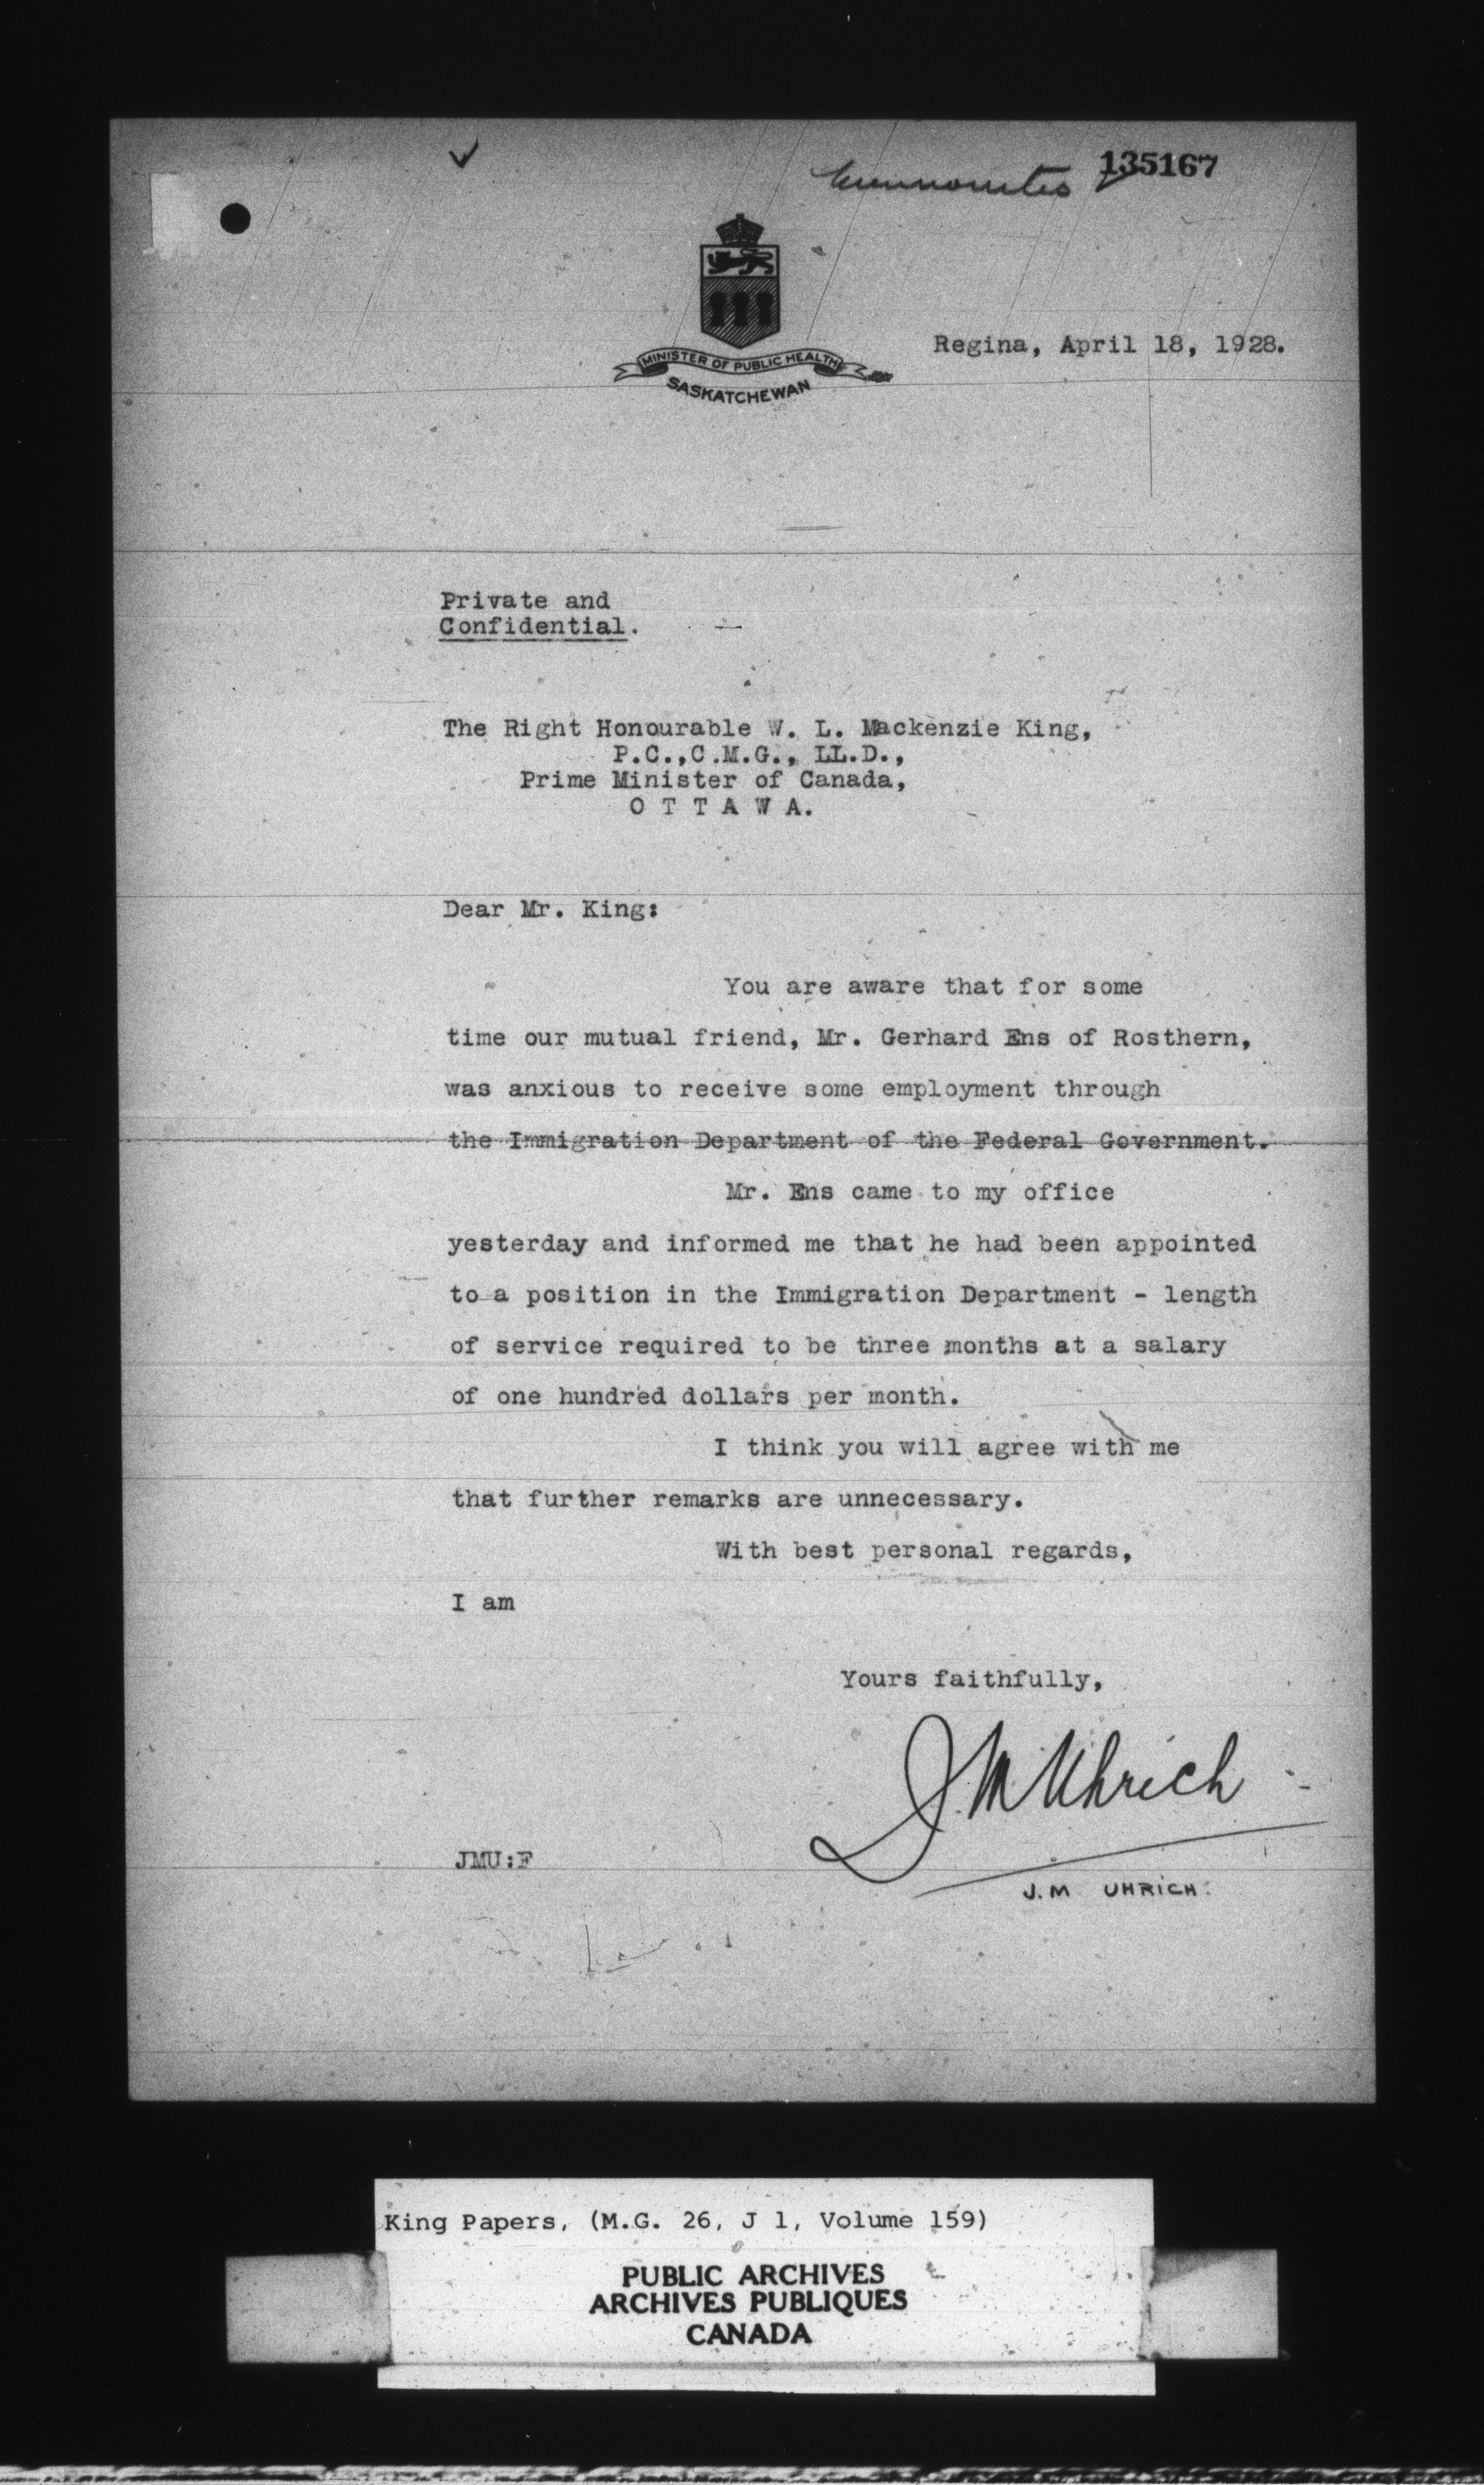 Mennonites 135167
MINISTER OF PUBLIC HEALTH
SASKATCHEWAN
Regina, April 18, 1928.
Private and
Confidential.
The Right Honourable W. L. Mackenzie King,
P.C.,C.M.G., LL.D.,
Prime Minister of Canada,
O T T A W A.
Dear Mr. King:
You are aware that for some
time our mutual friend, Mr. Gerhard Ens of Rosthern,
was anxious to receive some employment through
the Immigration Department of the Federal Government.
Mr. Ens came to my office
yesterday and informed me that he had been appointed
to a position in the Immigration Department - length
of service required to be three months at a salary
of one hundred dollars per month.
I think you will agree with me
that further remarks are unnecessary.
With best personal regards,
I am
Yours faithfully,
J.M Uhrich
JMU:F
J.M UHRICH.
King Papers, (M.G. 26, J 1, Volume 159)
PUBLIC ARCHIVES
ARCHIVES PUBLIQUES
CANADA